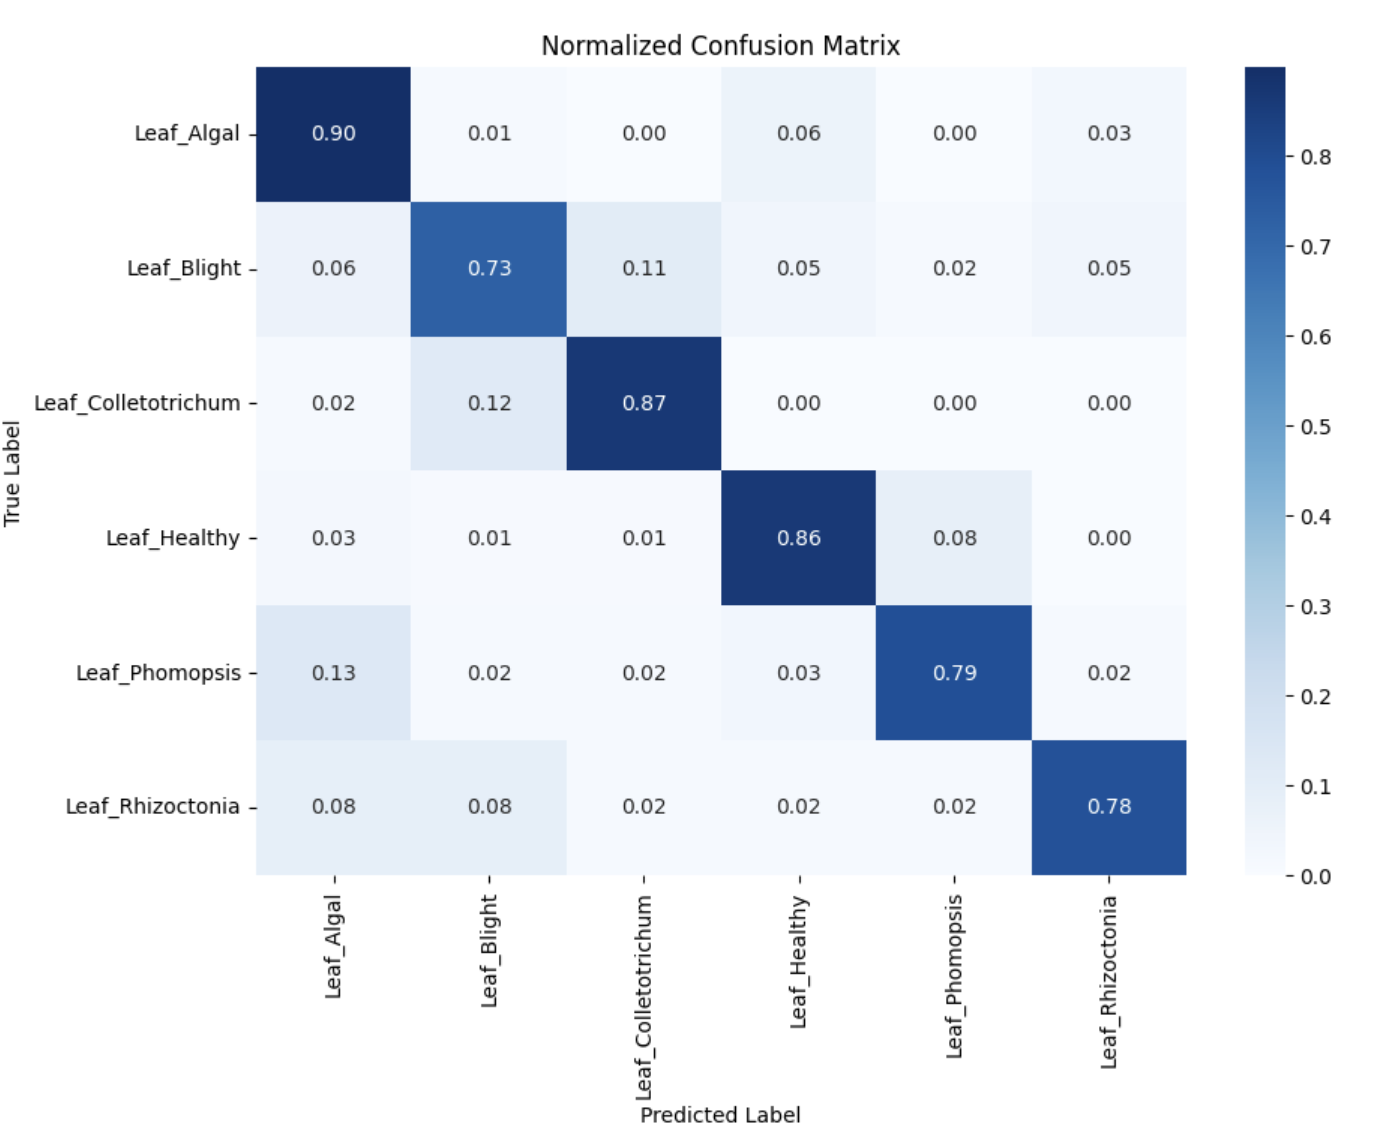 Normalized Confusion Matrix
True Label
Leaf_Algal 0.90 0.01 0.00 0.06 0.00 0.03
Leaf_Blight 0.06 0.73 0.11 0.05 0.02 0.05
Leaf_Colletotrichum 0.02 0.12 0.87 0.00 0.00 0.00
Leaf_Healthy 0.03 0.01 0.01 0.86 0.08 0.00
Leaf_Phomopsis 0.13 0.02 0.02 0.03 0.79 0.02
Leaf_Rhizoctonia 0.08 0.08 0.02 0.02 0.02 0.78
Leaf_Algal
Leaf_Blight
Leaf_Colletotrichum
Leaf_Healthy
Leaf_Phomopsis
Leaf_Rhizoctonia
Predicted Label
0.8
0.7
0.6
0.5
0.4
0.3
0.2
0.1
0.0